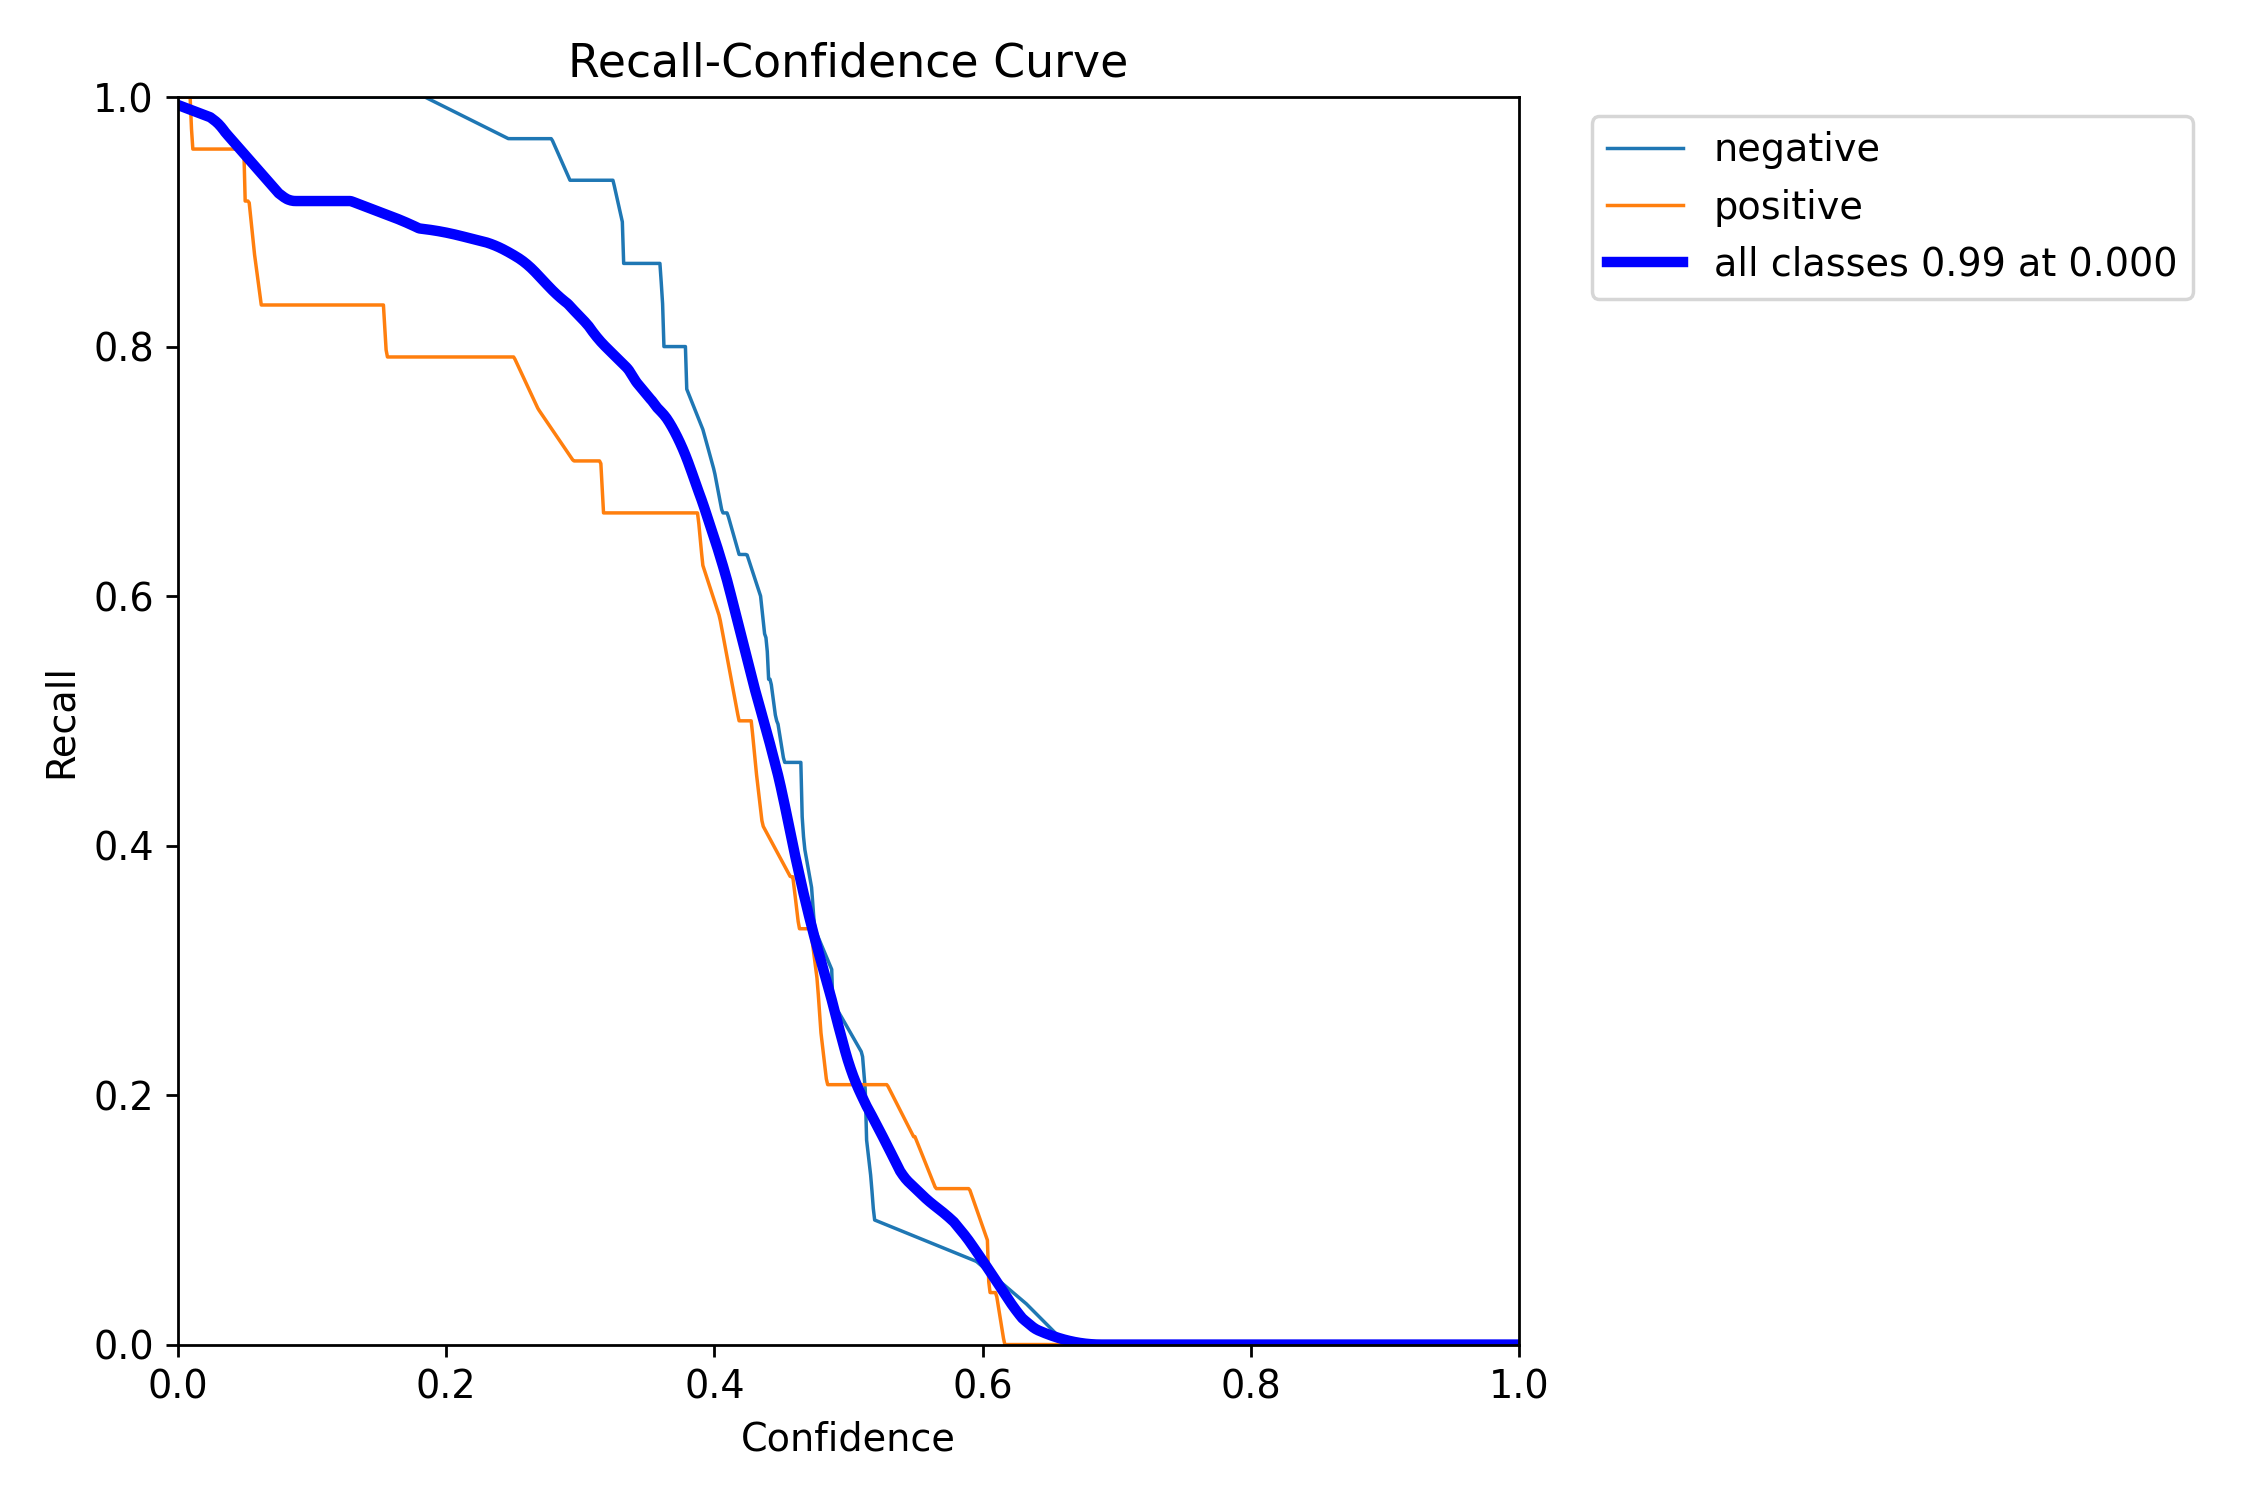 Recall-Confidence Curve
1.0
0.8
0.6
0.4
0.2
0.0
Recall
0.0 0.2 0.4 0.6 0.8 1.0
Confidence
negative
positive
all classes 0.99 at 0.000